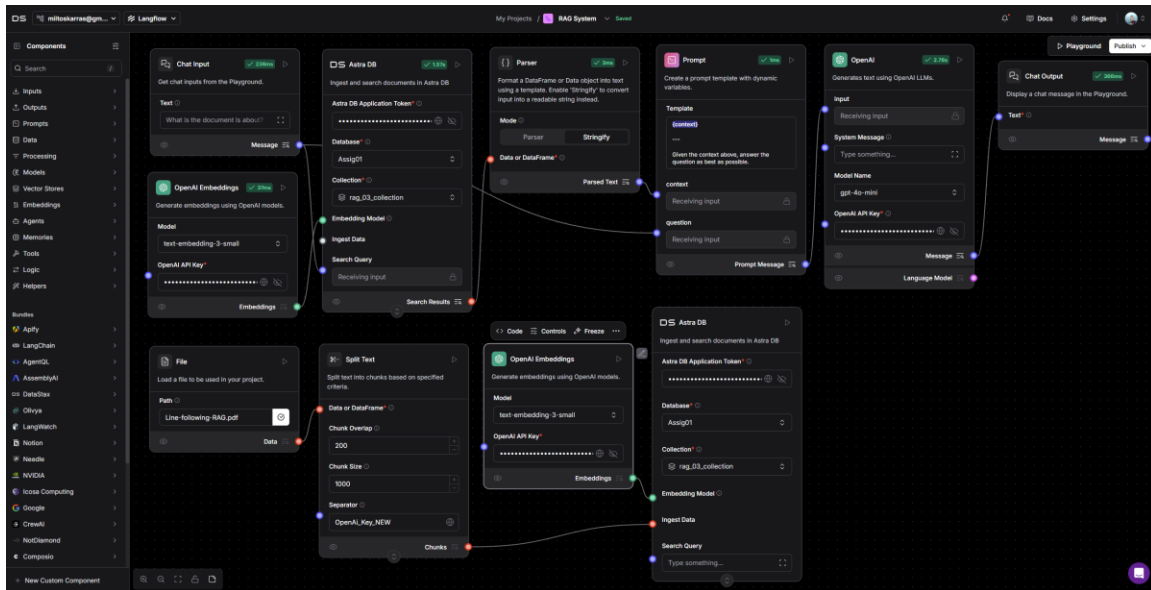 DS
miltoskarras@gm...
Langflow
My Projects / RAG System
Saved
Docs
Settings
Components
Playground
Publish
Search
/
Inputs
Outputs
Prompts
Data
Processing
Models
Vector Stores
Embeddings
Agents
Memories
Tools
Logic
Helpers
Bundles
Apify
LangChain
AgentQL
AssemblyAI
DataStax
Olivya
LangWatch
Notion
Needle
NVIDIA
Icosa Computing
Google
CrewAI
NotDiamond
Composio
+ New Custom Component
Chat Input
Get chat inputs from the Playground.
Text
What is the document is about?
Message
OpenAI Embeddings
Generate embeddings using OpenAI models.
Model
text-embedding-3-small
OpenAI API Key*
Embeddings
DS Astra DB
1.57s
Ingest and search documents in Astra DB
Astra DB Application Token*
Database*
Assig01
Collection*
rag_03_collection
Embedding Model
Ingest Data
Search Query
Receiving input
Search Results
Parser
Format a DataFrame or Data object into text
using a template. Enable 'Stringify' to convert
input into a readable string instead.
Mode
Parser
Stringify
Data or DataFrame*
Parsed Text
Prompt
1ms
Create a prompt template with dynamic
variables.
Template
{context}
---
Given the context above, answer the
question as best as possible.
context
Receiving input
question
Receiving input
Prompt Message
OpenAI
Generates text using OpenAI LLMs.
Input
Receiving input
System Message
Type something...
Model Name
gpt-4o-mini
OpenAI API Key*
Message
Language Model
Chat Output
Display a chat message in the Playground.
Text*
Message
File
Load a file to be used in your project.
Path
Line-following-RAG.pdf
Data
Split Text
Split text into chunks based on specified
criteria.
Data or DataFrame*
Chunk Overlap
200
Chunk Size
1000
Separator
OpenAi_Key_NEW
Chunks
Code
Controls
Freeze
...
OpenAI Embeddings
Generate embeddings using OpenAI models.
Model
text-embedding-3-small
OpenAI API Key*
Embeddings
DS Astra DB
Ingest and search documents in Astra DB
Astra DB Application Token*
Database*
Assig01
Collection*
rag_03_collection
Embedding Model
Ingest Data
Search Query
Type something...